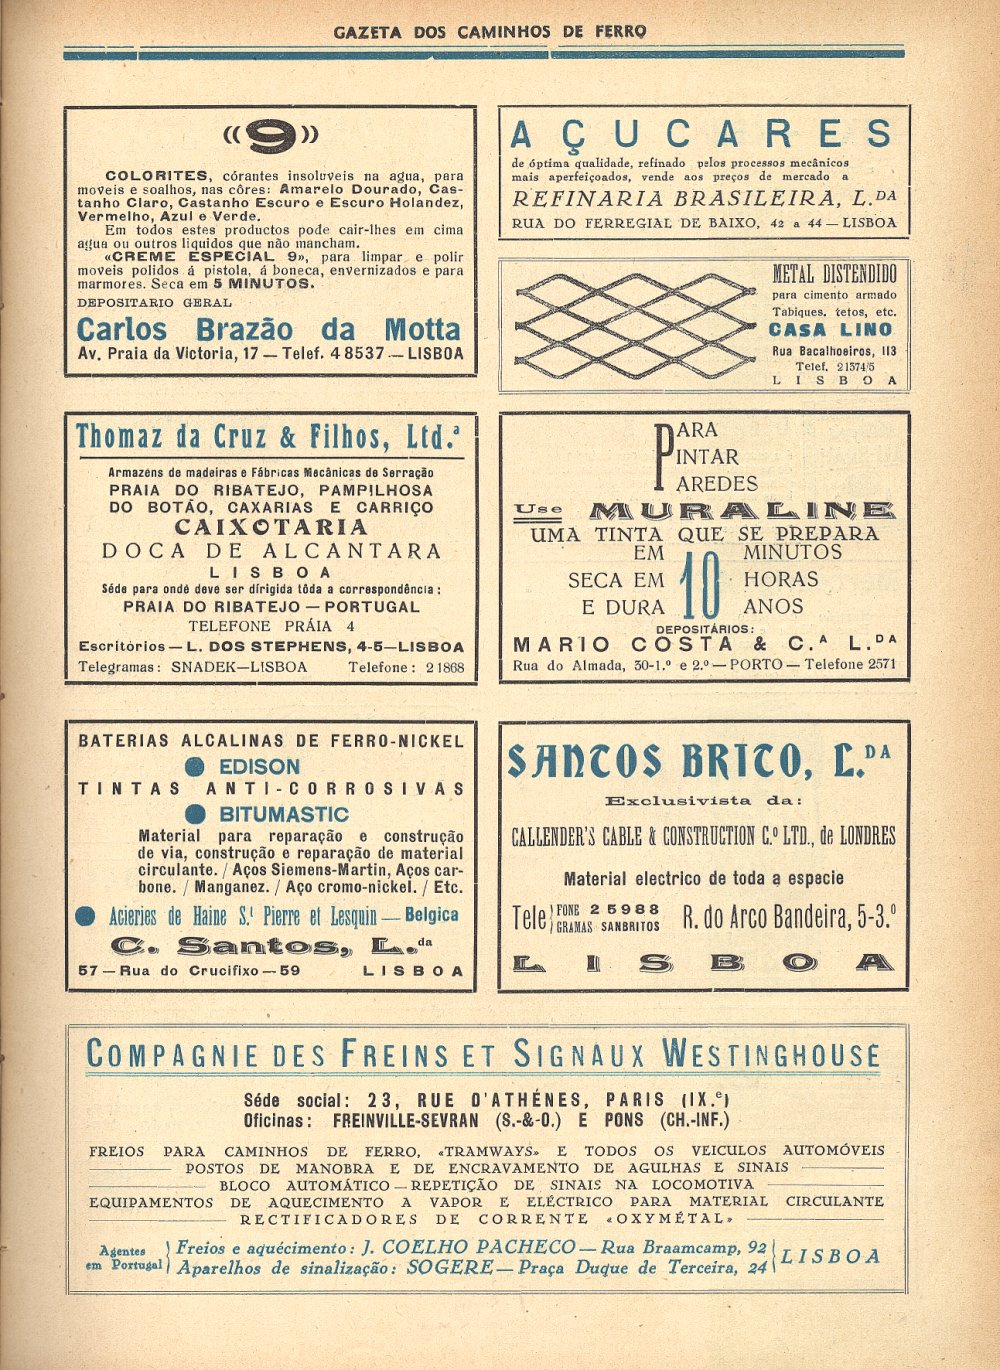 GAZETA DOS CAMINHOS DE FERRO
«9»
COLORITES, córantes insoluveis na agua, para
moveis e soalhos, nas côres: Amarelo Dourado, Cas-
tanho Claro, Castanho Escuro e Escuro Holandez,
Vermelho, Azul e Verde.
Em todos estes productos pode cair-lhes em cima
agua ou outros liquidos que não mancham.
«CREME ESPECIAL 9», para limpar e polir
moveis polidos á pistola, á boneca, envernizados e para
marmores. Seca em 5 MINUTOS.
DEPOSITARIO GERAL
Carlos Brazão da Motta
Av. Praia da Victoria, 17 — Telef. 4 8537 — LISBOA
AÇUCARES
de óptima qualidade, refinado pelos processos mecânicos
mais aperfeiçoados, vende aos preços de mercado a
REFINARIA BRASILEIRA, L.DA
RUA DO FERREGIAL DE BAIXO, 42 a 44 — LISBOA
METAL DISTENDIDO
para cimento armado
Tabiques, tetos, etc.
CASA LINO
Rua Bacalhoeiros, 113
Telef. 21374/5
LISBOA
Thomaz da Cruz & Filhos, Ltd.ª
Armazens de madeiras e Fábricas Mecânicas de Serração
PRAIA DO RIBATEJO, PAMPILHOSA
DO BOTÃO, CAXARIAS E CARRIÇO
CAIXOTARIA
DOCA DE ALCANTARA
LISBOA
Séde para onde deve ser dirigida tôda a correspondência:
PRAIA DO RIBATEJO — PORTUGAL
TELEFONE PRÁIA 4
Escritórios — L. DOS STEPHENS, 4-5 — LISBOA
Telegramas: SNADEK — LISBOA Telefone: 21868
PARA
PINTAR
PAREDES
Use MURALINE
UMA TINTA QUE SE PREPARA
EM 10 MINUTOS
SECA EM 10 HORAS
E DURA 10 ANOS
DEPOSITÁRIOS:
MARIO COSTA & C.A L.DA
Rua do Almada, 30-1.º e 2.º — PORTO — Telefone 2571
BATERIAS ALCALINAS DE FERRO-NICKEL
● EDISON
TINTAS ANTI-CORROSIVAS
● BITUMASTIC
Material para reparação e construção
de via, construção e reparação de material
circulante. / Aços Siemens-Martin, Aços car-
bone. / Manganez. / Aço cromo-nickel. / Etc.
● Acieries de Haine S.t Pierre et Lesquin — Belgica
C. Santos, L.da
57 — Rua do Crucifixo — 59 LISBOA
SANTOS BRITO, L.DA
Exclusivista da:
CALLENDER'S CABLE & CONSTRUCTION C.º LTD., de LONDRES
Material electrico de toda a especie
Tele FONE 25988 GRAMAS SANBRITOS R. do Arco Bandeira, 5-3.º
LISBOA
COMPAGNIE DES FREINS ET SIGNAUX WESTINGHOUSE
Séde social: 23, RUE D'ATHÉNES, PARIS (IX.e)
Oficinas: FREINVILLE-SEVRAN (S.-&-O.) E PONS (CH.-INF.)
FREIOS PARA CAMINHOS DE FERRO, «TRAMWAYS» E TODOS OS VEICULOS AUTOMÓVEIS
POSTOS DE MANOBRA E DE ENCRAVAMENTO DE AGULHAS E SINAIS
BLOCO AUTOMÁTICO — REPETIÇÃO DE SINAIS NA LOCOMOTIVA
EQUIPAMENTOS DE AQUECIMENTO A VAPOR E ELÉCTRICO PARA MATERIAL CIRCULANTE
RECTIFICADORES DE CORRENTE «OXYMÉTAL»
Agentes em Portugal
Freios e aquécimento: J. COELHO PACHECO — Rua Braamcamp, 92
Aparelhos de sinalização: SOGERE — Praça Duque de Terceira, 24
LISBOA